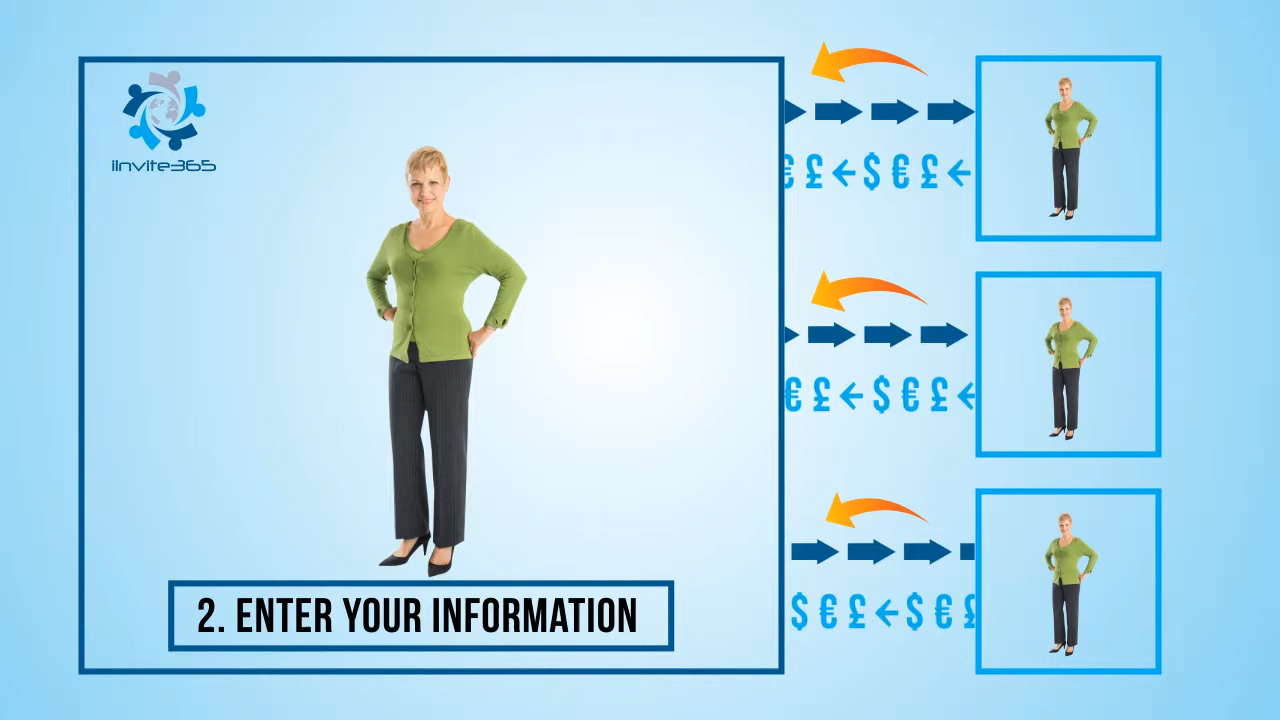 iInvite365
€ £ ← $ € £ ←
€ £ ← $ € £ ←
$ € £ ← $ € £
2. ENTER YOUR INFORMATION